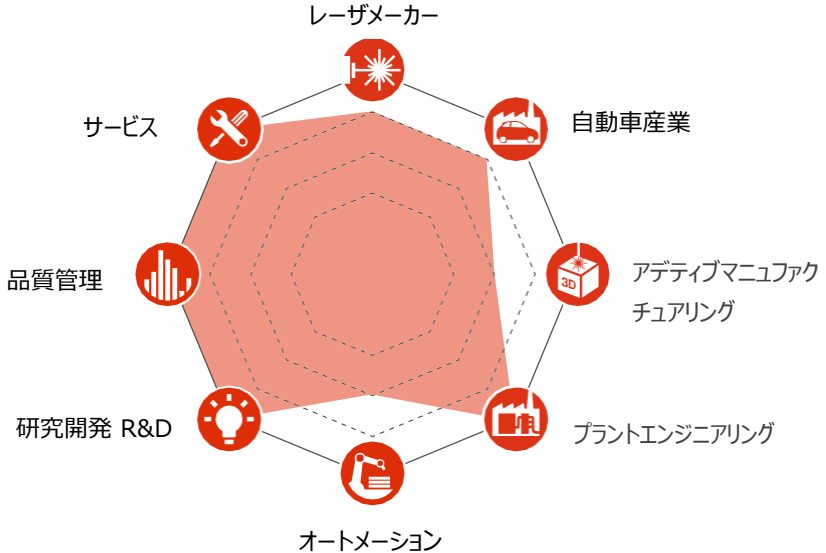 レーザメーカー
サービス
自動車産業
品質管理
アデティブマニュファク
チュアリング
3D
研究開発 R&D
プラントエンジニアリング
オートメーション